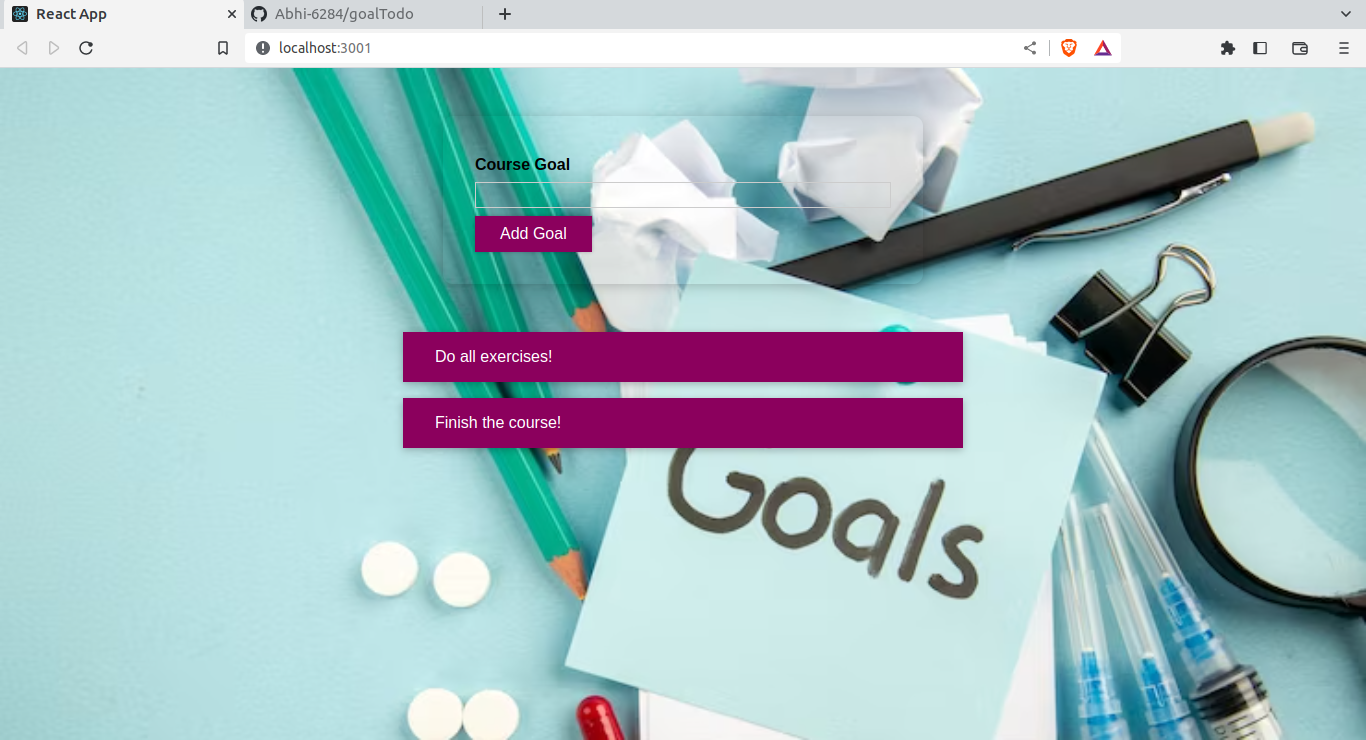 React App
Abhi-6284/goalTodo
localhost:3001
Course Goal
Add Goal
Do all exercises!
Finish the course!
Goals